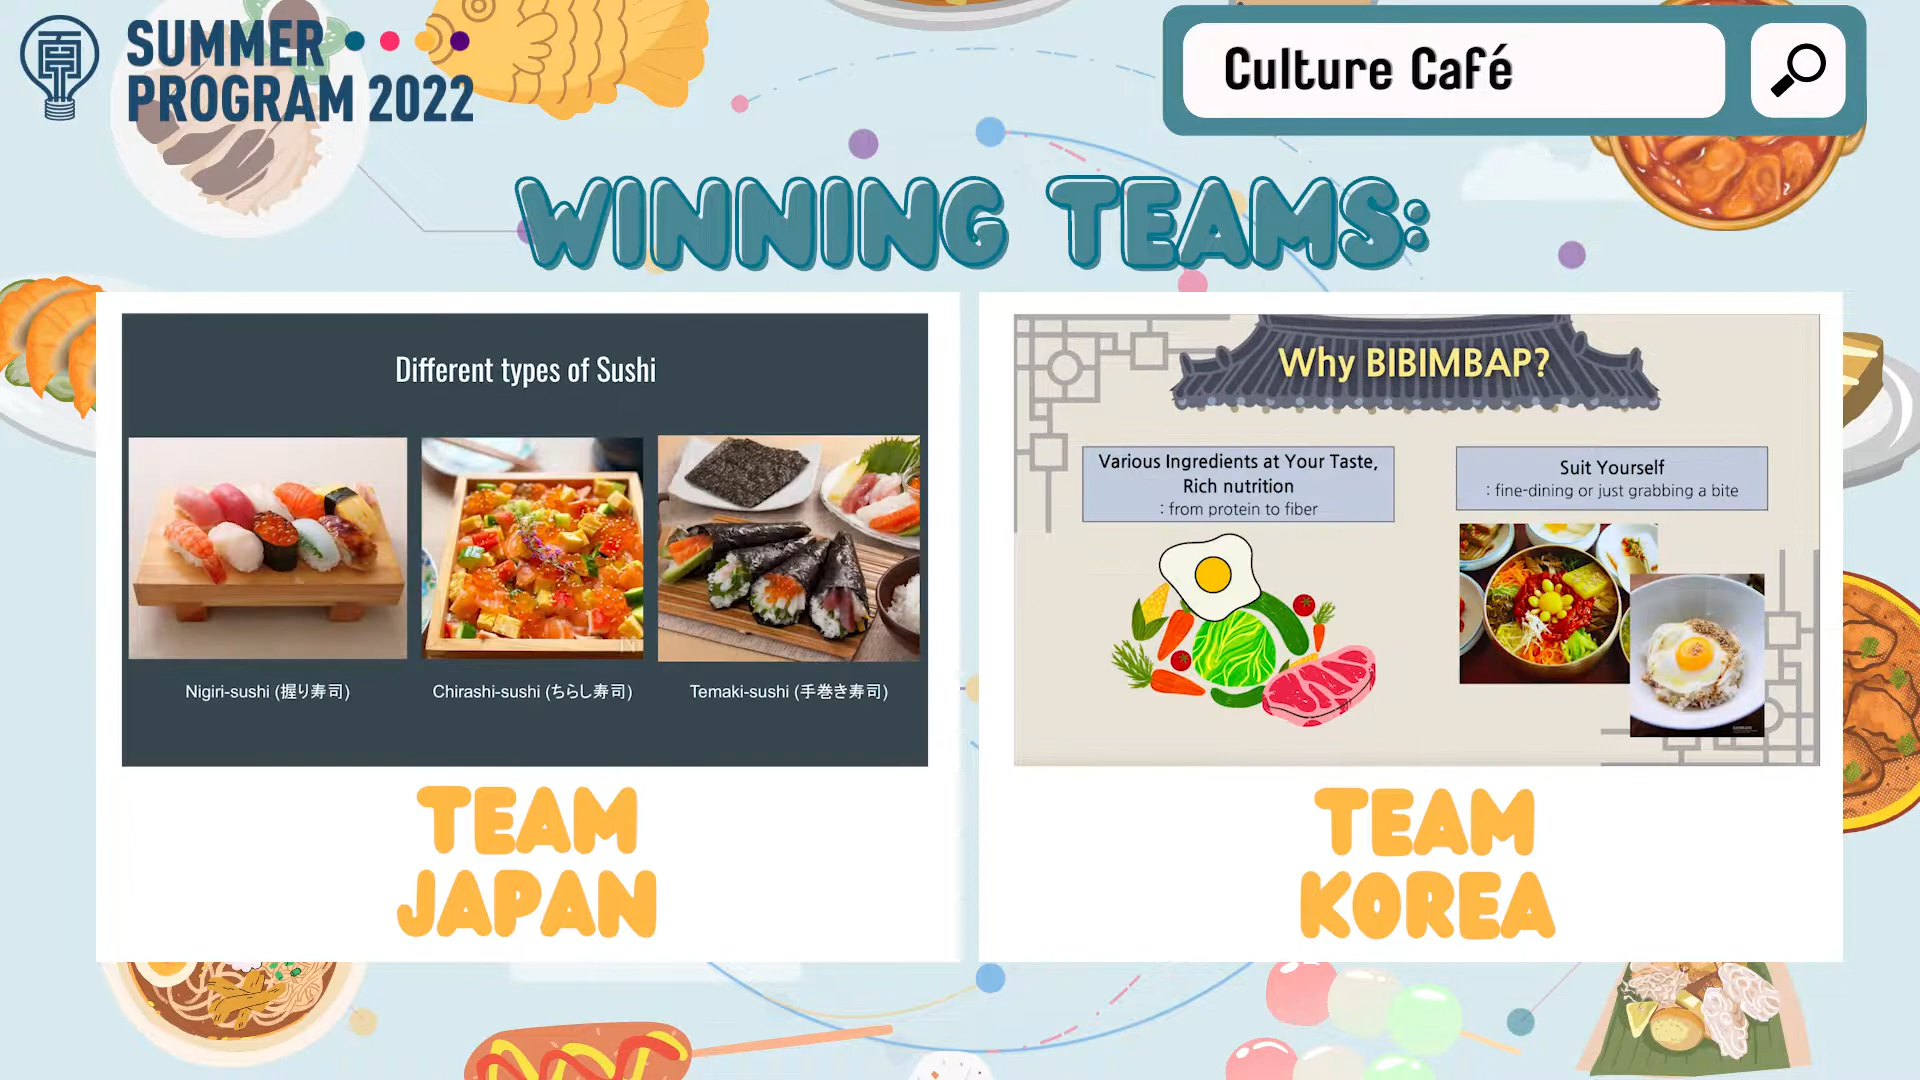 SUMMER
PROGRAM 2022
Culture Café
WINNING TEAMS:
Different types of Sushi
Nigiri-sushi (握り寿司)
Chirashi-sushi (ちらし寿司)
Temaki-sushi (手巻き寿司)
TEAM
JAPAN
Why BIBIMBAP?
Various Ingredients at Your Taste,
Rich nutrition
: from protein to fiber
Suit Yourself
: fine-dining or just grabbing a bite
TEAM
KOREA